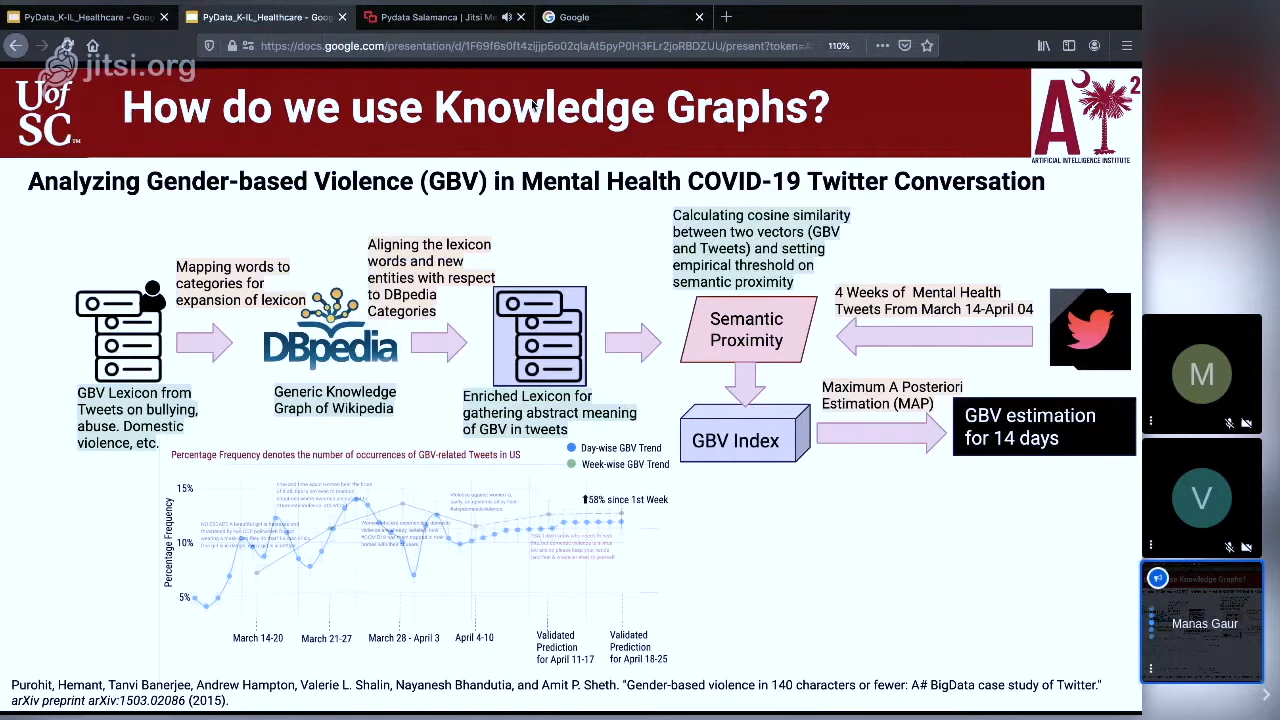 PyData_K-IL_Healthcare - Goog
PyData_K-IL_Healthcare - Goog
Pydata Salamanca | Jitsi Me
Google
https://docs.google.com/presentation/d/
110%
jitsi.org
UofSC
How do we use Knowledge Graphs?
A 2
ARTIFICIAL INTELLIGENCE INSTITUTE
Analyzing Gender-based Violence (GBV) in Mental Health COVID-19 Twitter Conversation
GBV Lexicon from
Tweets on bullying,
abuse. Domestic
violence, etc.
Mapping words to
categories for
expansion of lexicon
DBpedia
Generic Knowledge
Graph of Wikipedia
Aligning the lexicon
words and new
entities with respect
to DBpedia
Categories
Enriched Lexicon for
gathering abstract meaning
of GBV in tweets
Calculating cosine similarity
between two vectors (GBV
and Tweets) and setting
empirical threshold on
semantic proximity
Semantic
Proximity
4 Weeks of Mental Health
Tweets From March 14-April 04
GBV Index
Maximum A Posteriori
Estimation (MAP)
GBV estimation
for 14 days
Percentage Frequency denotes the number of occurrences of GBV-related Tweets in US
Day-wise GBV Trend
Week-wise GBV Trend
58% since 1st Week
Percentage Frequency
15%
10%
5%
March 14-20
March 21-27
March 28 - April 3
April 4-10
Validated
Prediction
for April 11-17
Validated
Prediction
for April 18-25
Purohit, Hemant, Tanvi Banerjee, Andrew Hampton, Valerie L. Shalin, Nayanesh Bhandutia, and Amit P. Sheth. "Gender-based violence in 140 characters or fewer: A# BigData case study of Twitter."
arXiv preprint arXiv:1503.02086 (2015).
M
V
Manas Gaur